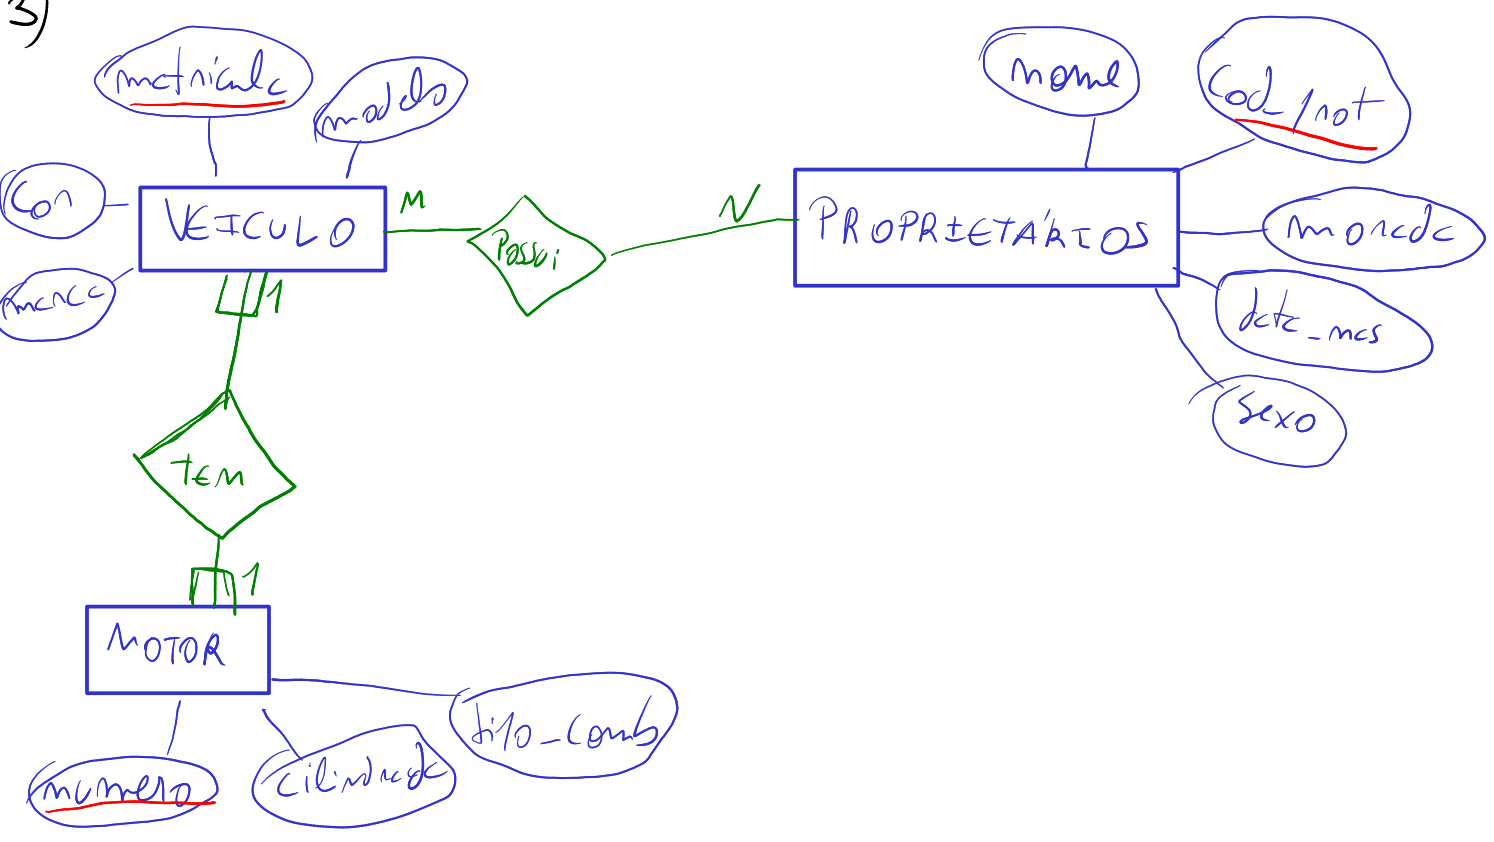 3)
matricula
modelo
nome
Cod_prot
Cor
VEICULO
M
Possui
N
PROPRIETÁRIOS
morada
marca
1
data_nas
sexo
TEM
1
MOTOR
tipo_comb
numero
cilindrada